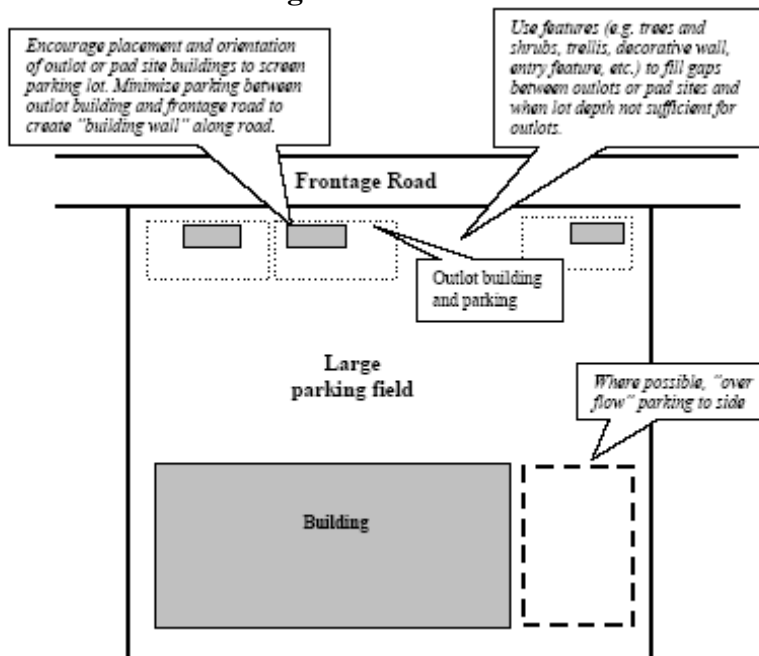 Encourage placement and orientation
of outlot or pad site buildings to screen
parking lot. Minimize parking between
outlot building and frontage road to
create "building wall" along road.
Use features (e.g. trees and
shrubs, trellis, decorative wall,
entry feature, etc.) to fill gaps
between outlots or pad sites and
when lot depth not sufficient for
outlots.
Frontage Road
Outlot building
and parking
Large
parking field
Where possible, "over
flow" parking to side
Building